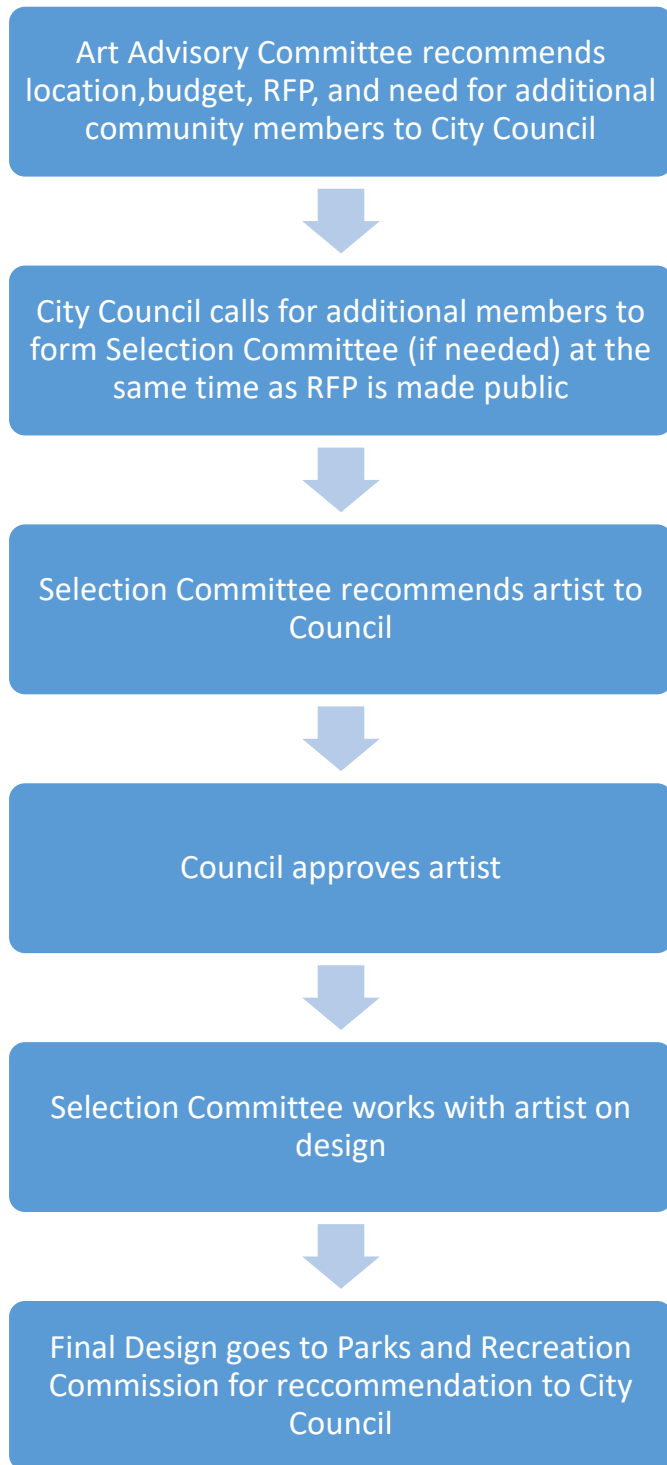 Art Advisory Committee recommends
location,budget, RFP, and need for additional
community members to City Council
City Council calls for additional members to
form Selection Committee (if needed) at the
same time as RFP is made public
Selection Committee recommends artist to
Council
Council approves artist
Selection Committee works with artist on
design
Final Design goes to Parks and Recreation
Commission for reccommendation to City
Council